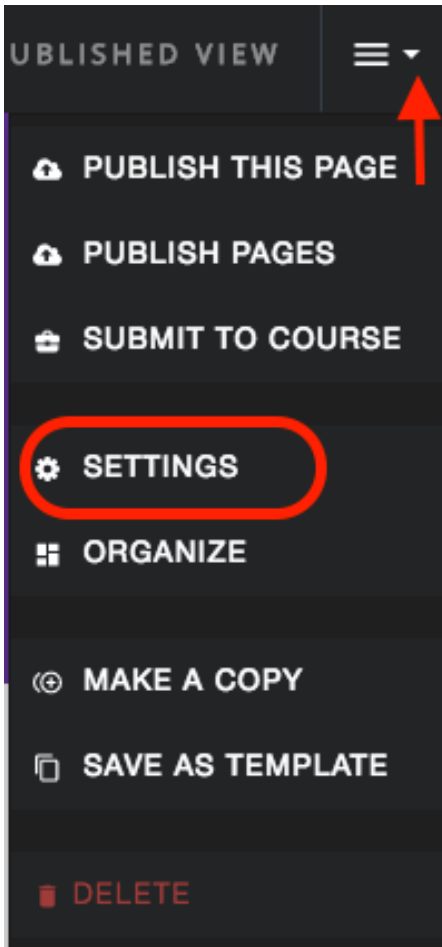 UBLISHED VIEW
PUBLISH THIS PAGE
PUBLISH PAGES
SUBMIT TO COURSE
SETTINGS
ORGANIZE
MAKE A COPY
SAVE AS TEMPLATE
DELETE